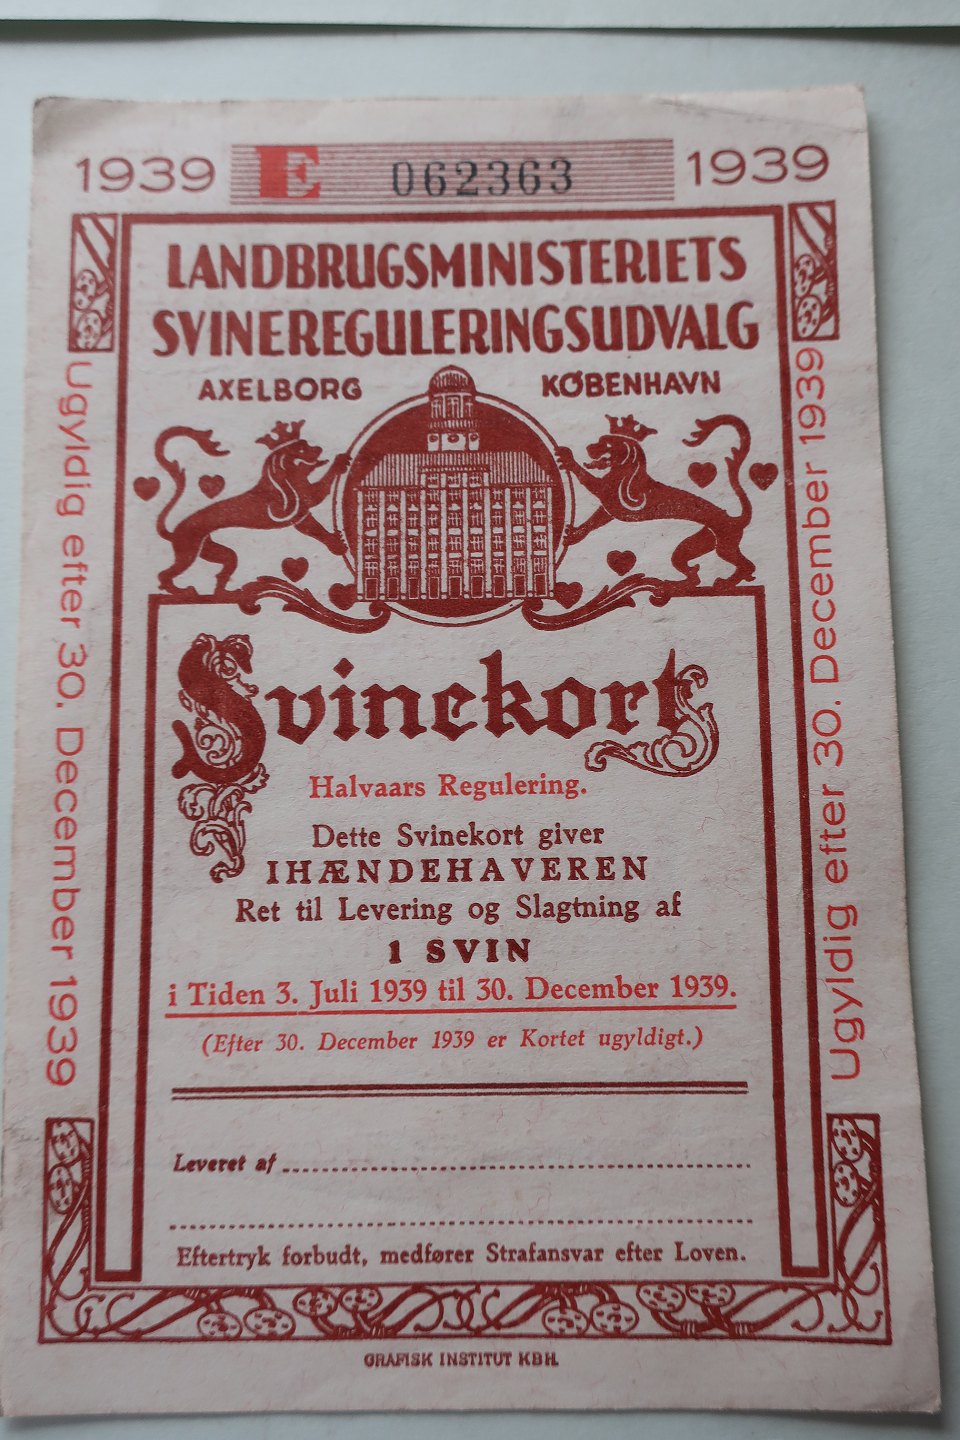 1939 E 062363 1939
LANDBRUGSMINISTERIETS
SVINEREGULERINGSUDVALG
AXELBORG KØBENHAVN
Svinekort
Halvaars Regulering.
Dette Svinekort giver
IHÆNDEHAVEREN
Ret til Levering og Slagtning af
1 SVIN
i Tiden 3. Juli 1939 til 30. December 1939.
(Efter 30. December 1939 er Kortet ugyldigt.)
Leveret af
Eftertryk forbudt, medfører Strafansvar efter Loven.
GRAFISK INSTITUT KBH.
Ugyldig efter 30. December 1939
Ugyldig efter 30. December 1939